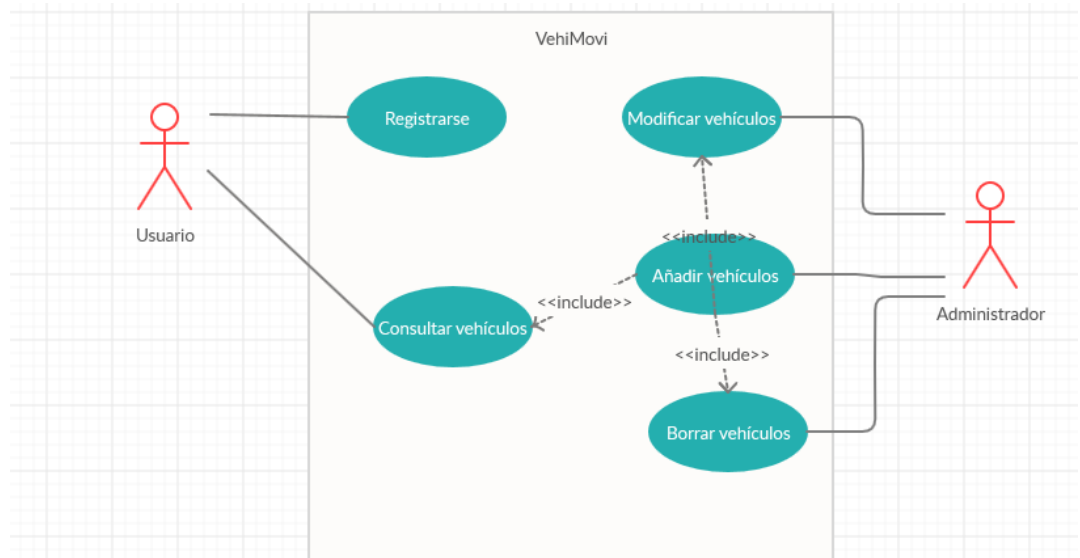 VehiMovi
Registrarse
Modificar vehículos
Usuario
<<include>>
Añadir vehículos
<<include>>
Consultar vehículos
Administrador
<<include>>
Borrar vehículos